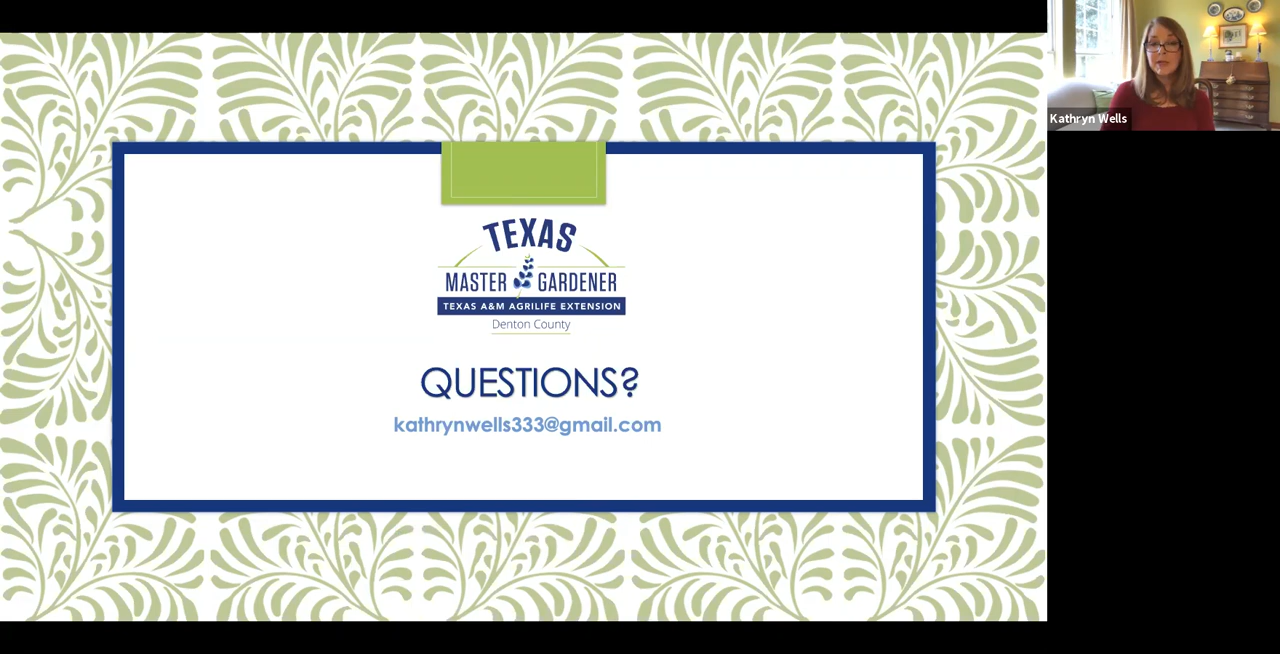 TEXAS
MASTER GARDENER
TEXAS A&M AGRILIFE EXTENSION
Denton County
QUESTIONS?
kathrynwells333@gmail.com
Kathryn Wells